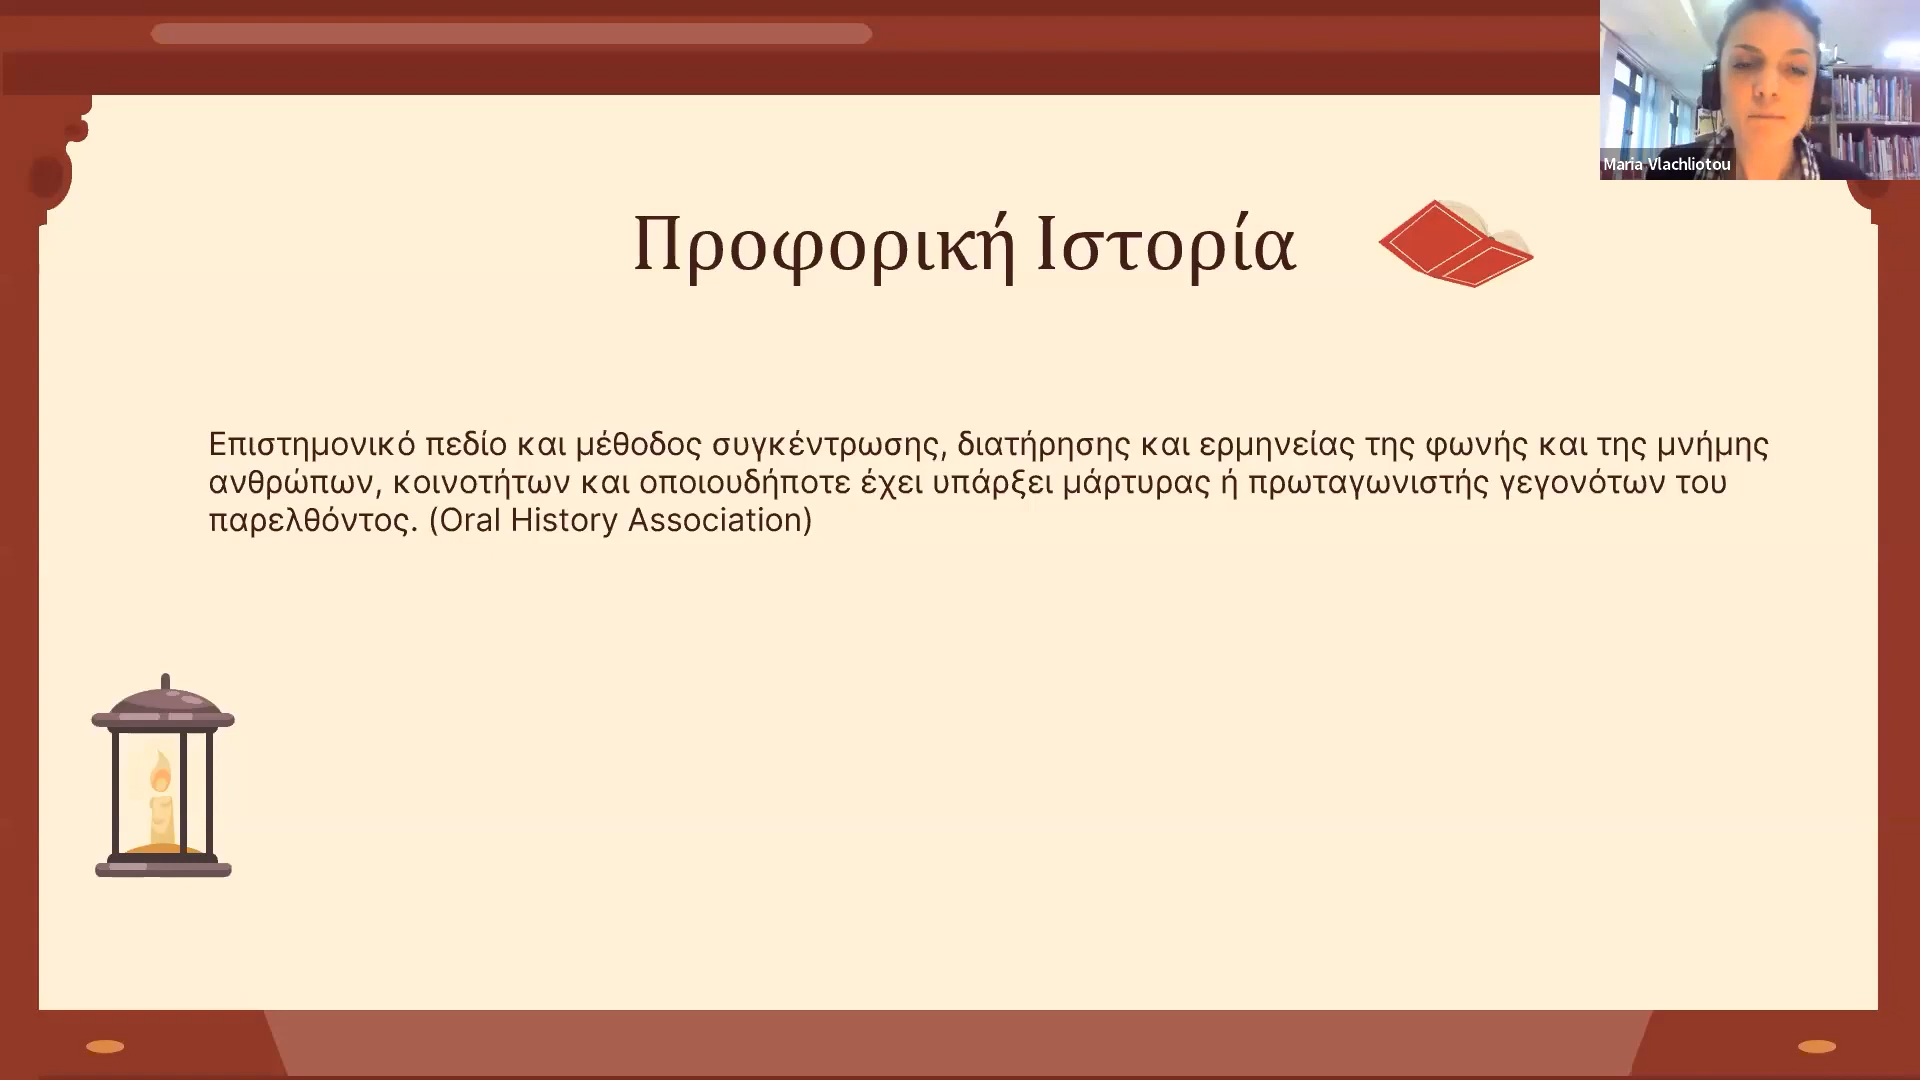 Maria Vlachliotou
Προφορική Ιστορία
Επιστημονικό πεδίο και μέθοδος συγκέντρωσης, διατήρησης και ερμηνείας της φωνής και της μνήμης
ανθρώπων, κοινοτήτων και οποιουδήποτε έχει υπάρξει μάρτυρας ή πρωταγωνιστής γεγονότων του
παρελθόντος. (Oral History Association)